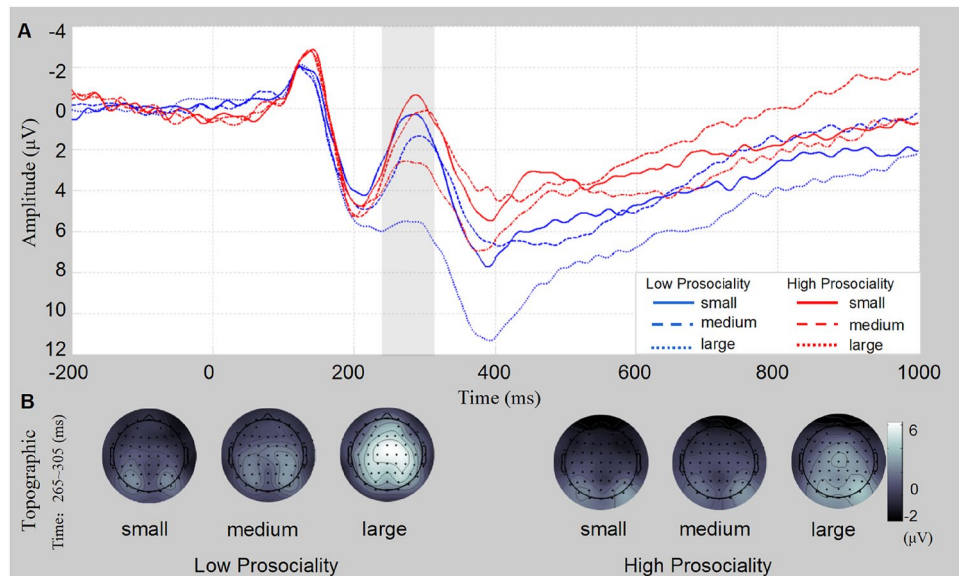 A
-4
-2
0
2
4
6
8
10
12
Amplitude (μV)
-200
0
200
400
600
800
1000
Time (ms)
Low Prosociality
small
medium
large
High Prosociality
small
medium
large
B
Topographic
Time: 265~305 (ms)
small
medium
large
small
medium
large
6
0
-2
(μV)
Low Prosociality
High Prosociality